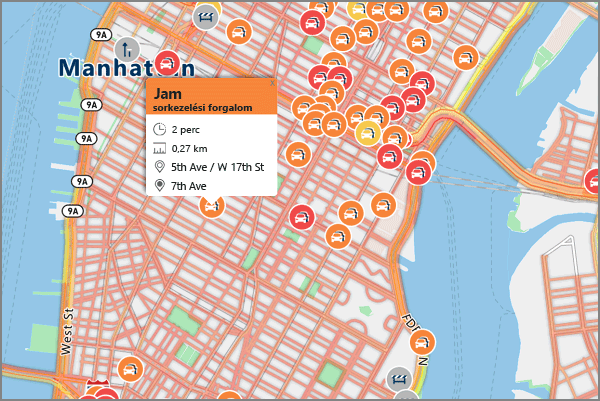 9A
Manhattan
Jam
sorkezelési forgalom
2 perc
0,27 km
5th Ave / W 17th St
7th Ave
9A
9A
9A
9A
West St
FDR
N